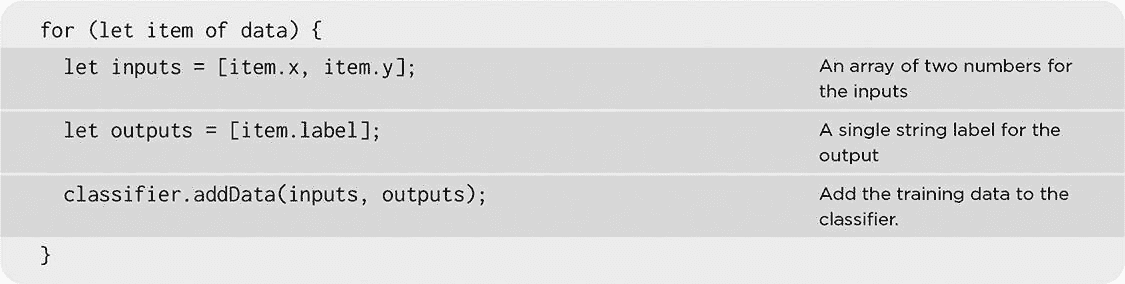 for (let item of data) {
let inputs = [item.x, item.y];
An array of two numbers for
the inputs
let outputs = [item.label];
A single string label for the
output
classifier.addData(inputs, outputs);
Add the training data to the
classifier.
}